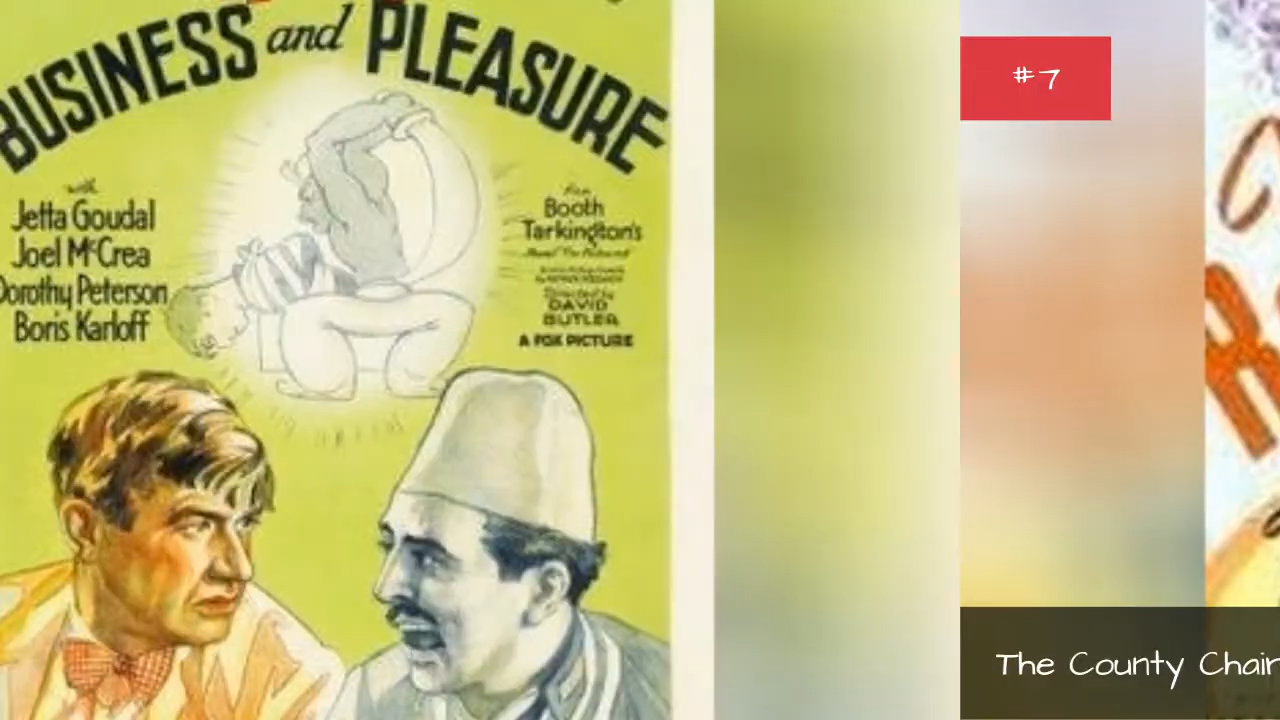 BUSINESS and PLEASURE
with
Jetta Goudal
Joel McCrea
Dorothy Peterson
Boris Karloff
Booth
Tarkington's
DAVID
BUTLER
A FOX PICTURE
#7
The County Chair